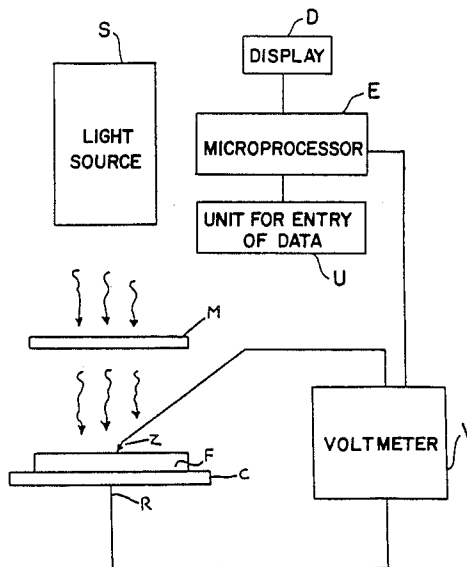 S
D
DISPLAY
E
LIGHT
SOURCE
MICROPROCESSOR
UNIT FOR ENTRY
OF DATA
U
M
Z
F
C
R
VOLTMETER
V